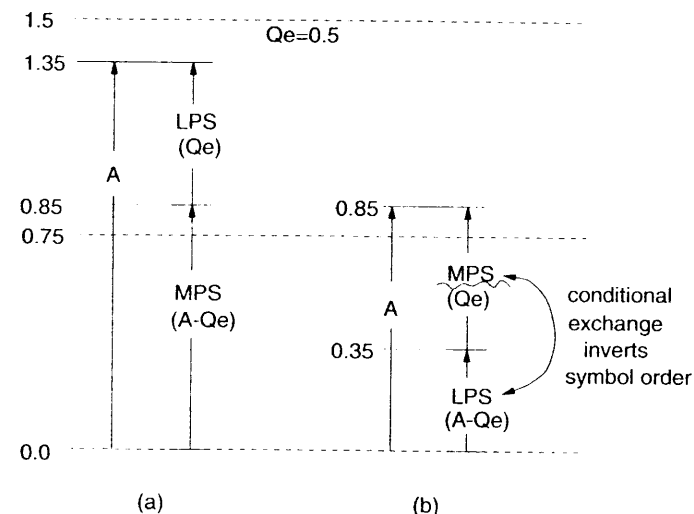 1.5
Qe=0.5
1.35
LPS
(Qe)
A
0.85
0.75
MPS
(A-Qe)
0.0
(a)
0.85
MPS
(Qe)
A
0.35
LPS
(A-Qe)
conditional
exchange
inverts
symbol order
(b)